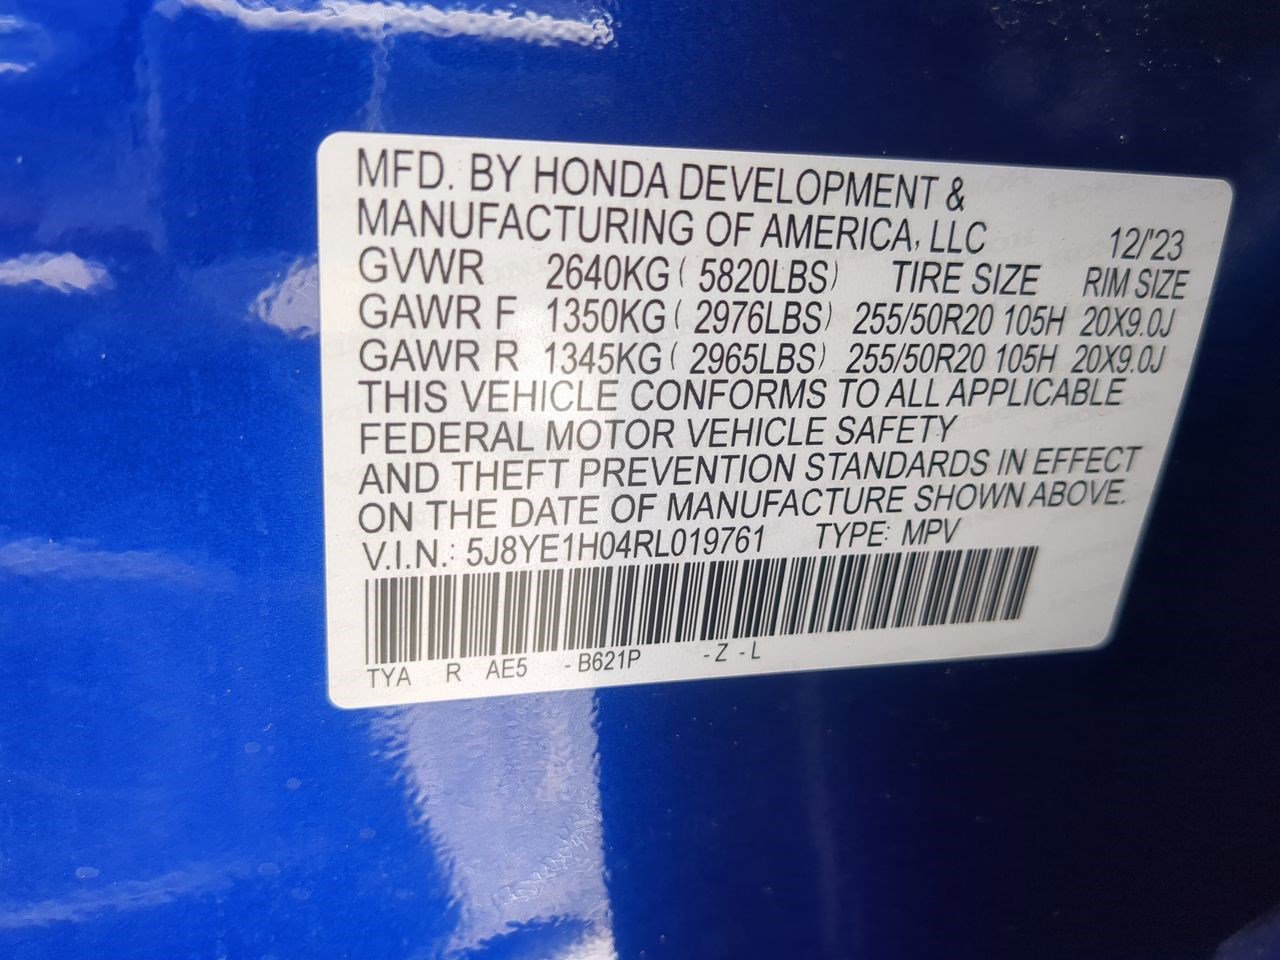 MFD. BY HONDA DEVELOPMENT &
MANUFACTURING OF AMERICA, LLC 12/'23
GVWR 2640KG ( 5820LBS) TIRE SIZE RIM SIZE
GAWR F 1350KG ( 2976LBS) 255/50R20 105H 20X9.0J
GAWR R 1345KG ( 2965LBS) 255/50R20 105H 20X9.0J
THIS VEHICLE CONFORMS TO ALL APPLICABLE
FEDERAL MOTOR VEHICLE SAFETY
AND THEFT PREVENTION STANDARDS IN EFFECT
ON THE DATE OF MANUFACTURE SHOWN ABOVE.
V.I.N.: 5J8YE1H04RL019761 TYPE: MPV
TYA R AE5 - B621P - Z - L